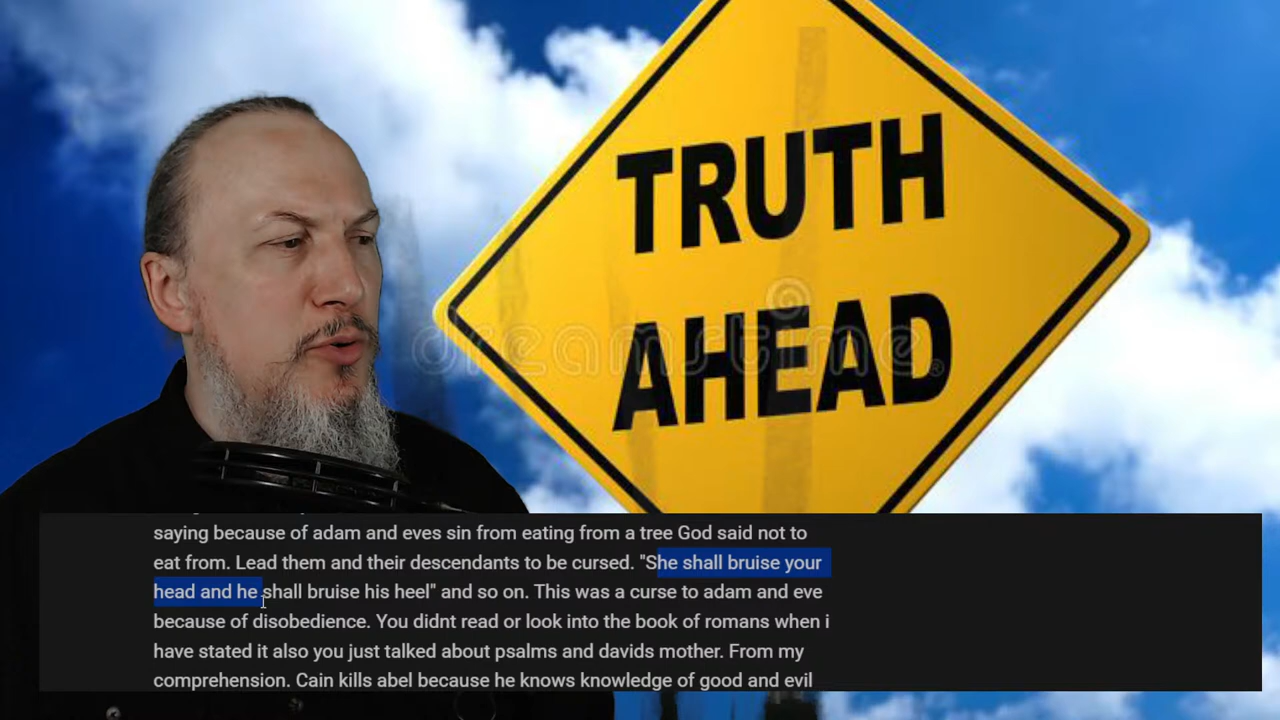 TRUTH
AHEAD
dreamstime
saying because of adam and eves sin from eating from a tree God said not to
eat from. Lead them and their descendants to be cursed. "She shall bruise your
head and he shall bruise his heel" and so on. This was a curse to adam and eve
because of disobedience. You didnt read or look into the book of romans when i
have stated it also you just talked about psalms and davids mother. From my
comprehension. Cain kills abel because he knows knowledge of good and evil